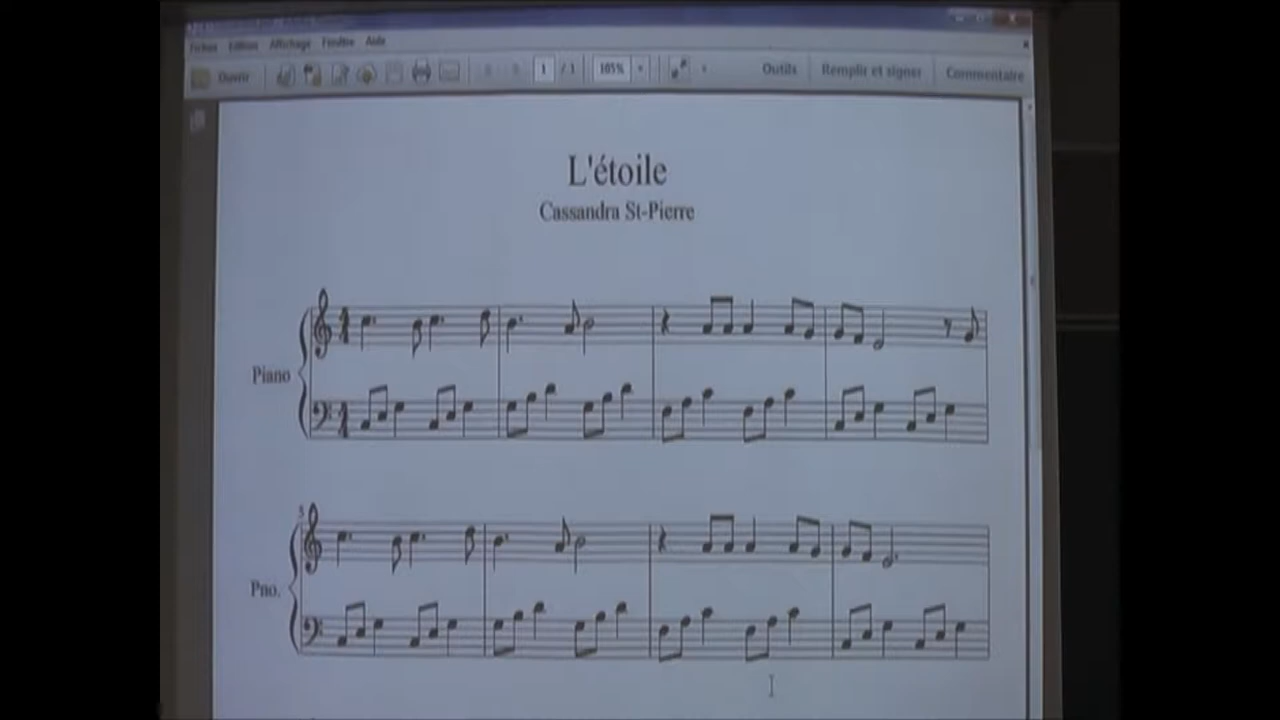 Fichier Edition Affichage Fenêtre Aide
Ouvrir 1 / 1 105% Outils Remplir et signer Commentaire
L'étoile
Cassandra St-Pierre
Piano
5
Pno.